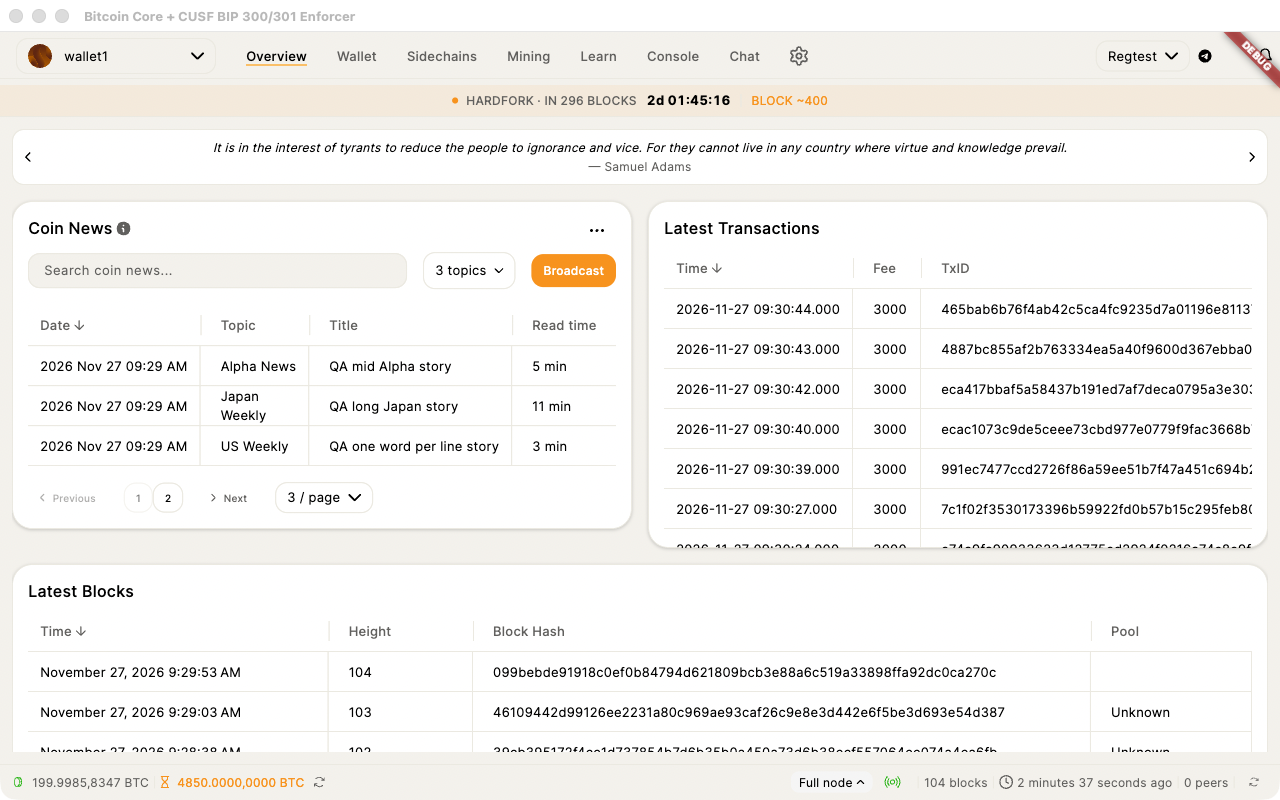 Bitcoin Core + CUSF BIP 300/301 Enforcer
wallet1
Overview
Wallet
Sidechains
Mining
Learn
Console
Chat
Regtest
DEBUG
HARDFORK · IN 296 BLOCKS 2d 01:45:16 BLOCK ~400
It is in the interest of tyrants to reduce the people to ignorance and vice. For they cannot live in any country where virtue and knowledge prevail.
— Samuel Adams
Coin News
Search coin news...
3 topics
Broadcast
Date Topic Title Read time
2026 Nov 27 09:29 AM Alpha News QA mid Alpha story 5 min
2026 Nov 27 09:29 AM Japan Weekly QA long Japan story 11 min
2026 Nov 27 09:29 AM US Weekly QA one word per line story 3 min
Previous 1 2 Next 3 / page
Latest Transactions
Time Fee TxID
2026-11-27 09:30:44.000 3000 465bab6b76f4ab42c5ca4fc9235d7a01196e8113
2026-11-27 09:30:43.000 3000 4887bc855af2b763334ea5a40f9600d367ebba0
2026-11-27 09:30:42.000 3000 eca417bbaf5a58437b191ed7af7deca0795a3e303
2026-11-27 09:30:40.000 3000 ecac1073c9de5ceee73cbd977e0779f9fac3668b
2026-11-27 09:30:39.000 3000 991ec7477ccd2726f86a59ee51b7f47a451c694b2
2026-11-27 09:30:27.000 3000 7c1f02f3530173396b59922fd0b57b15c295feb80
Latest Blocks
Time Height Block Hash Pool
November 27, 2026 9:29:53 AM 104 099bebde91918c0ef0b84794d621809bcb3e88a6c519a33898ffa92dc0ca270c
November 27, 2026 9:29:03 AM 103 46109442d99126ee2231a80c969ae93caf26c9e8e3d442e6f5be3d693e54d387 Unknown
November 27, 2026 9:28:38 AM 102 Unknown
199.9985,8347 BTC
4850.0000,0000 BTC
Full node
104 blocks
2 minutes 37 seconds ago
0 peers